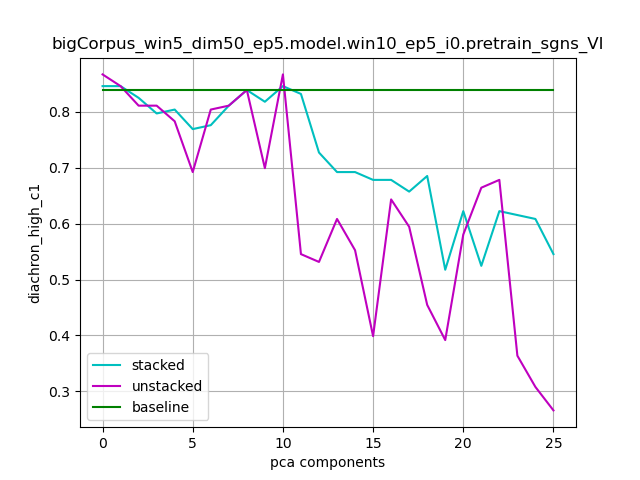 bigCorpus_win5_dim50_ep5.model.win10_ep5_i0.pretrain_sgns_VI
diachron_high_c1
0.8
0.7
0.6
0.5
0.4
0.3
stacked
unstacked
baseline
0 5 10 15 20 25
pca components